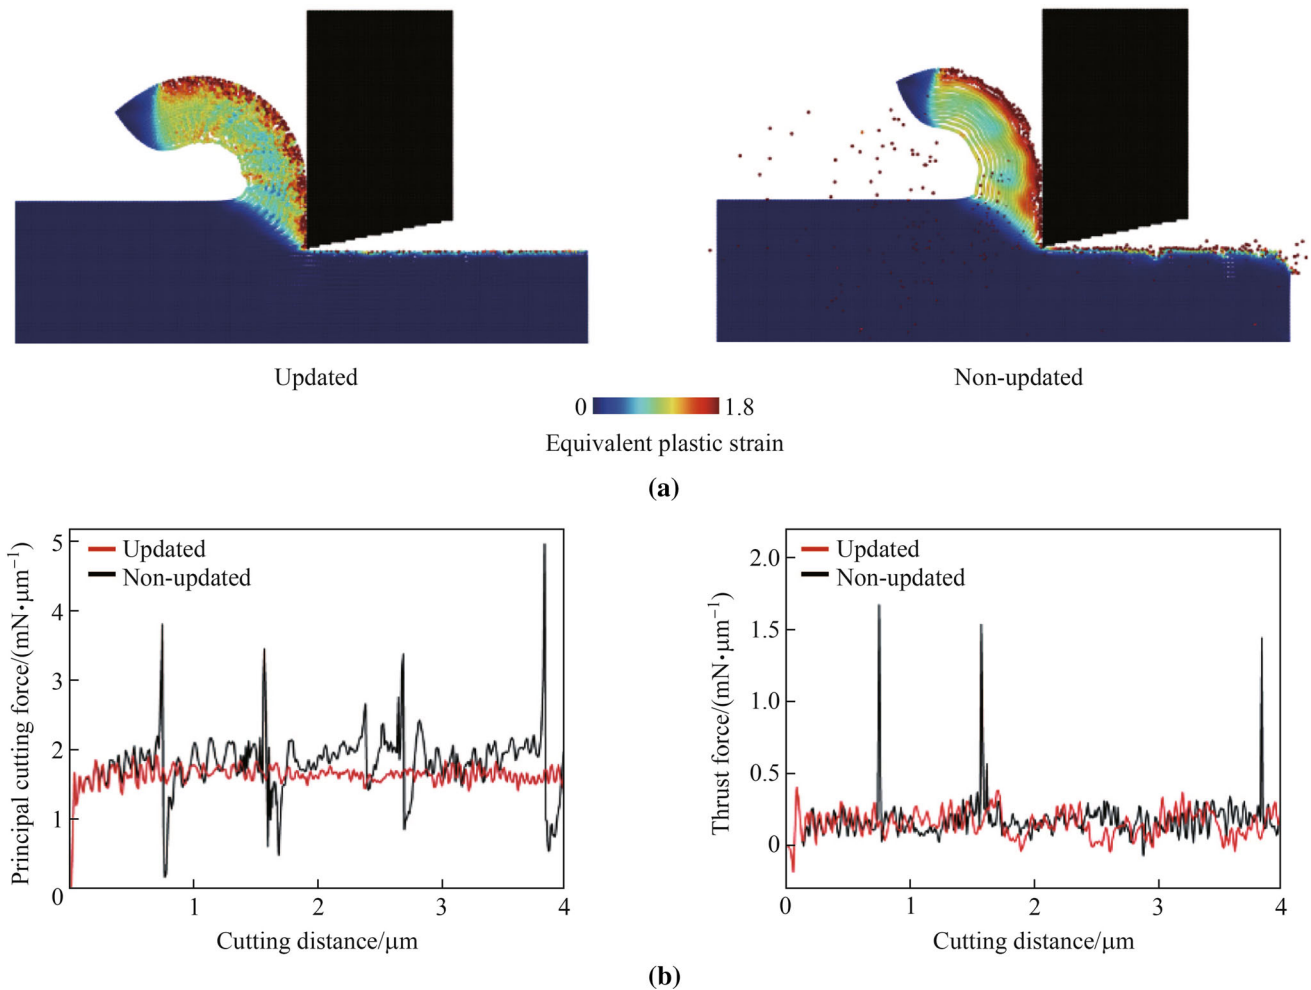 Updated
Non-updated
0
1.8
Equivalent plastic strain
(a)
Principal cutting force/(mN•μm⁻¹)
5
4
3
2
1
0
Updated
Non-updated
1
2
3
4
Cutting distance/μm
Thrust force/(mN•μm⁻¹)
2.0
1.5
1.0
0.5
0
Updated
Non-updated
0
1
2
3
4
Cutting distance/μm
(b)